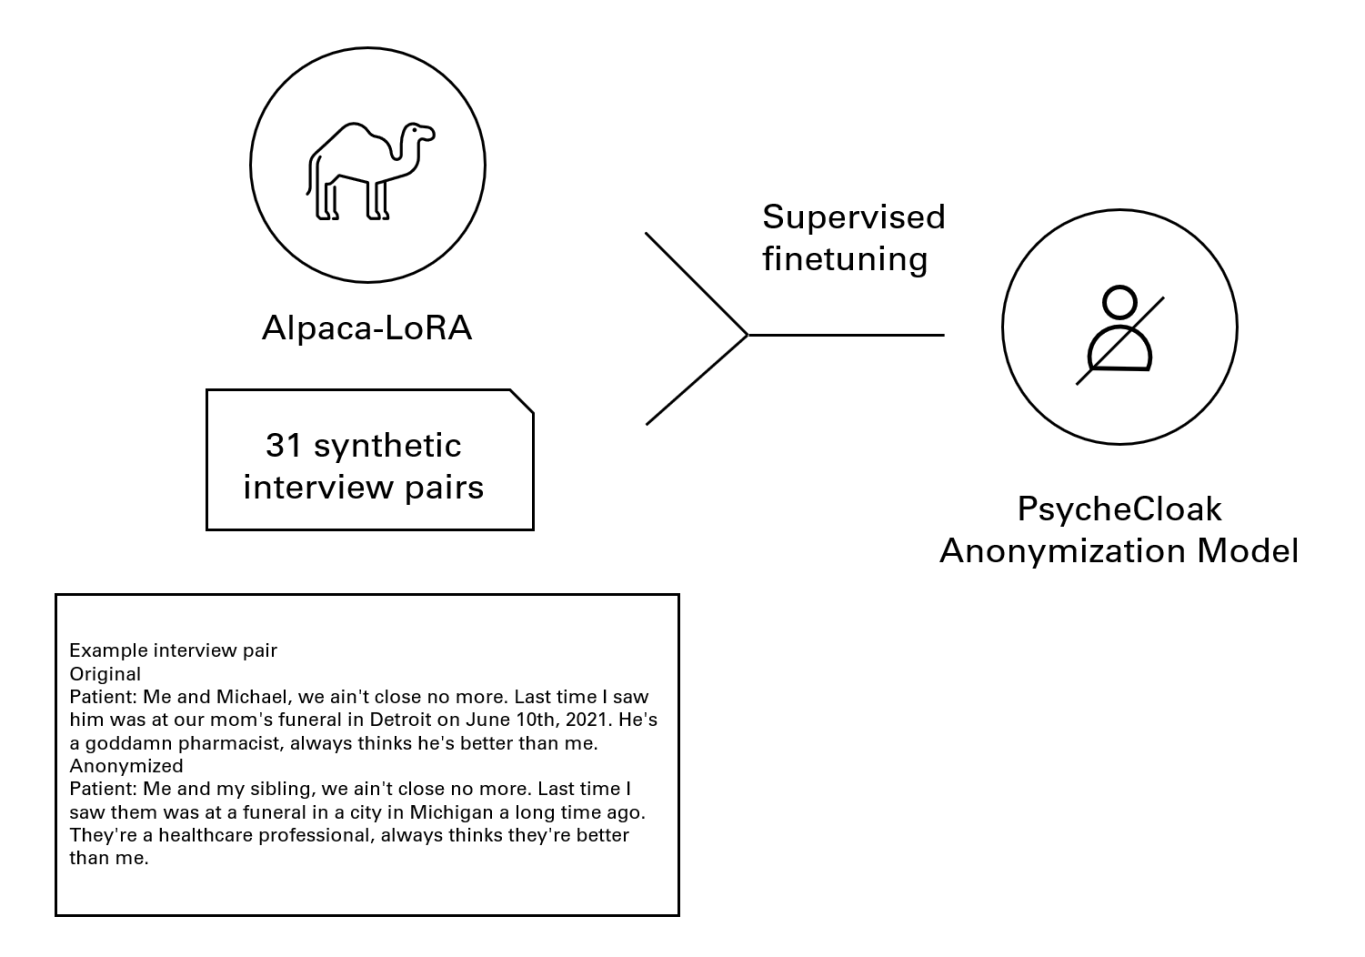 Alpaca-LoRA
31 synthetic
interview pairs
Supervised
finetuning
PsycheCloak
Anonymization Model
Example interview pair
Original
Patient: Me and Michael, we ain't close no more. Last time I saw
him was at our mom's funeral in Detroit on June 10th, 2021. He's
a goddamn pharmacist, always thinks he's better than me.
Anonymized
Patient: Me and my sibling, we ain't close no more. Last time I
saw them was at a funeral in a city in Michigan a long time ago.
They're a healthcare professional, always thinks they're better
than me.